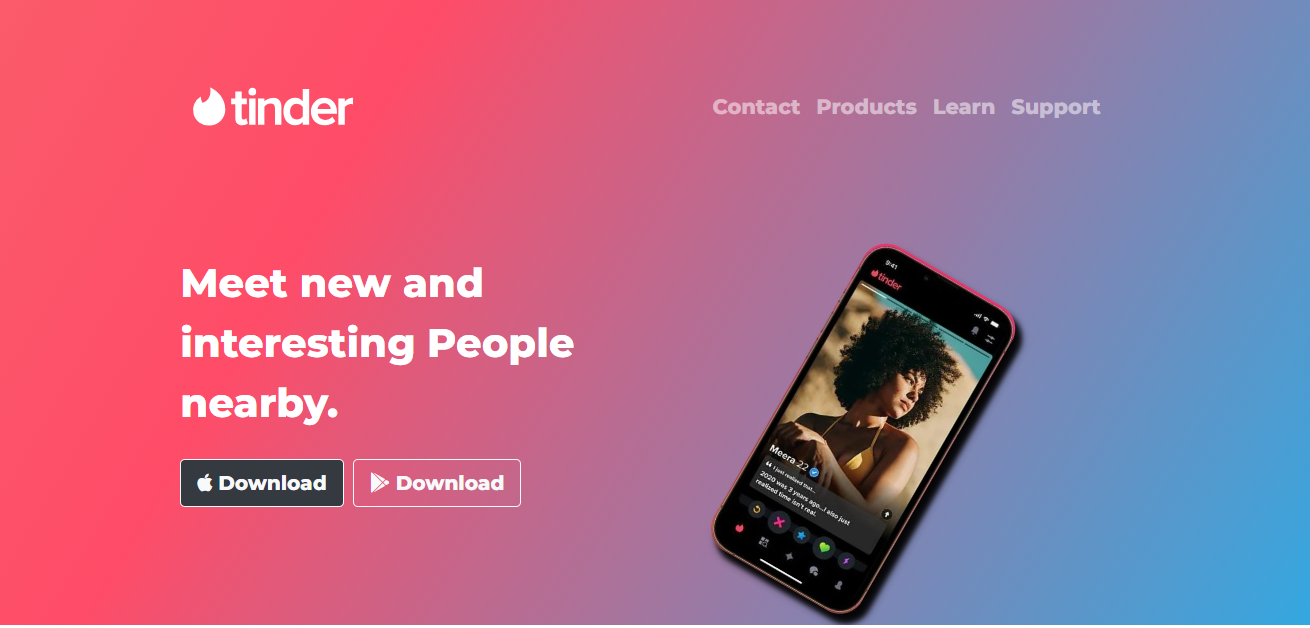 tinder
Contact Products Learn Support
Meet new and
interesting People
nearby.
Download Download
9:41
tinder
Meera 22
“ I just realized that...
2020 was 3 years ago...I also just
realized time isn't real.